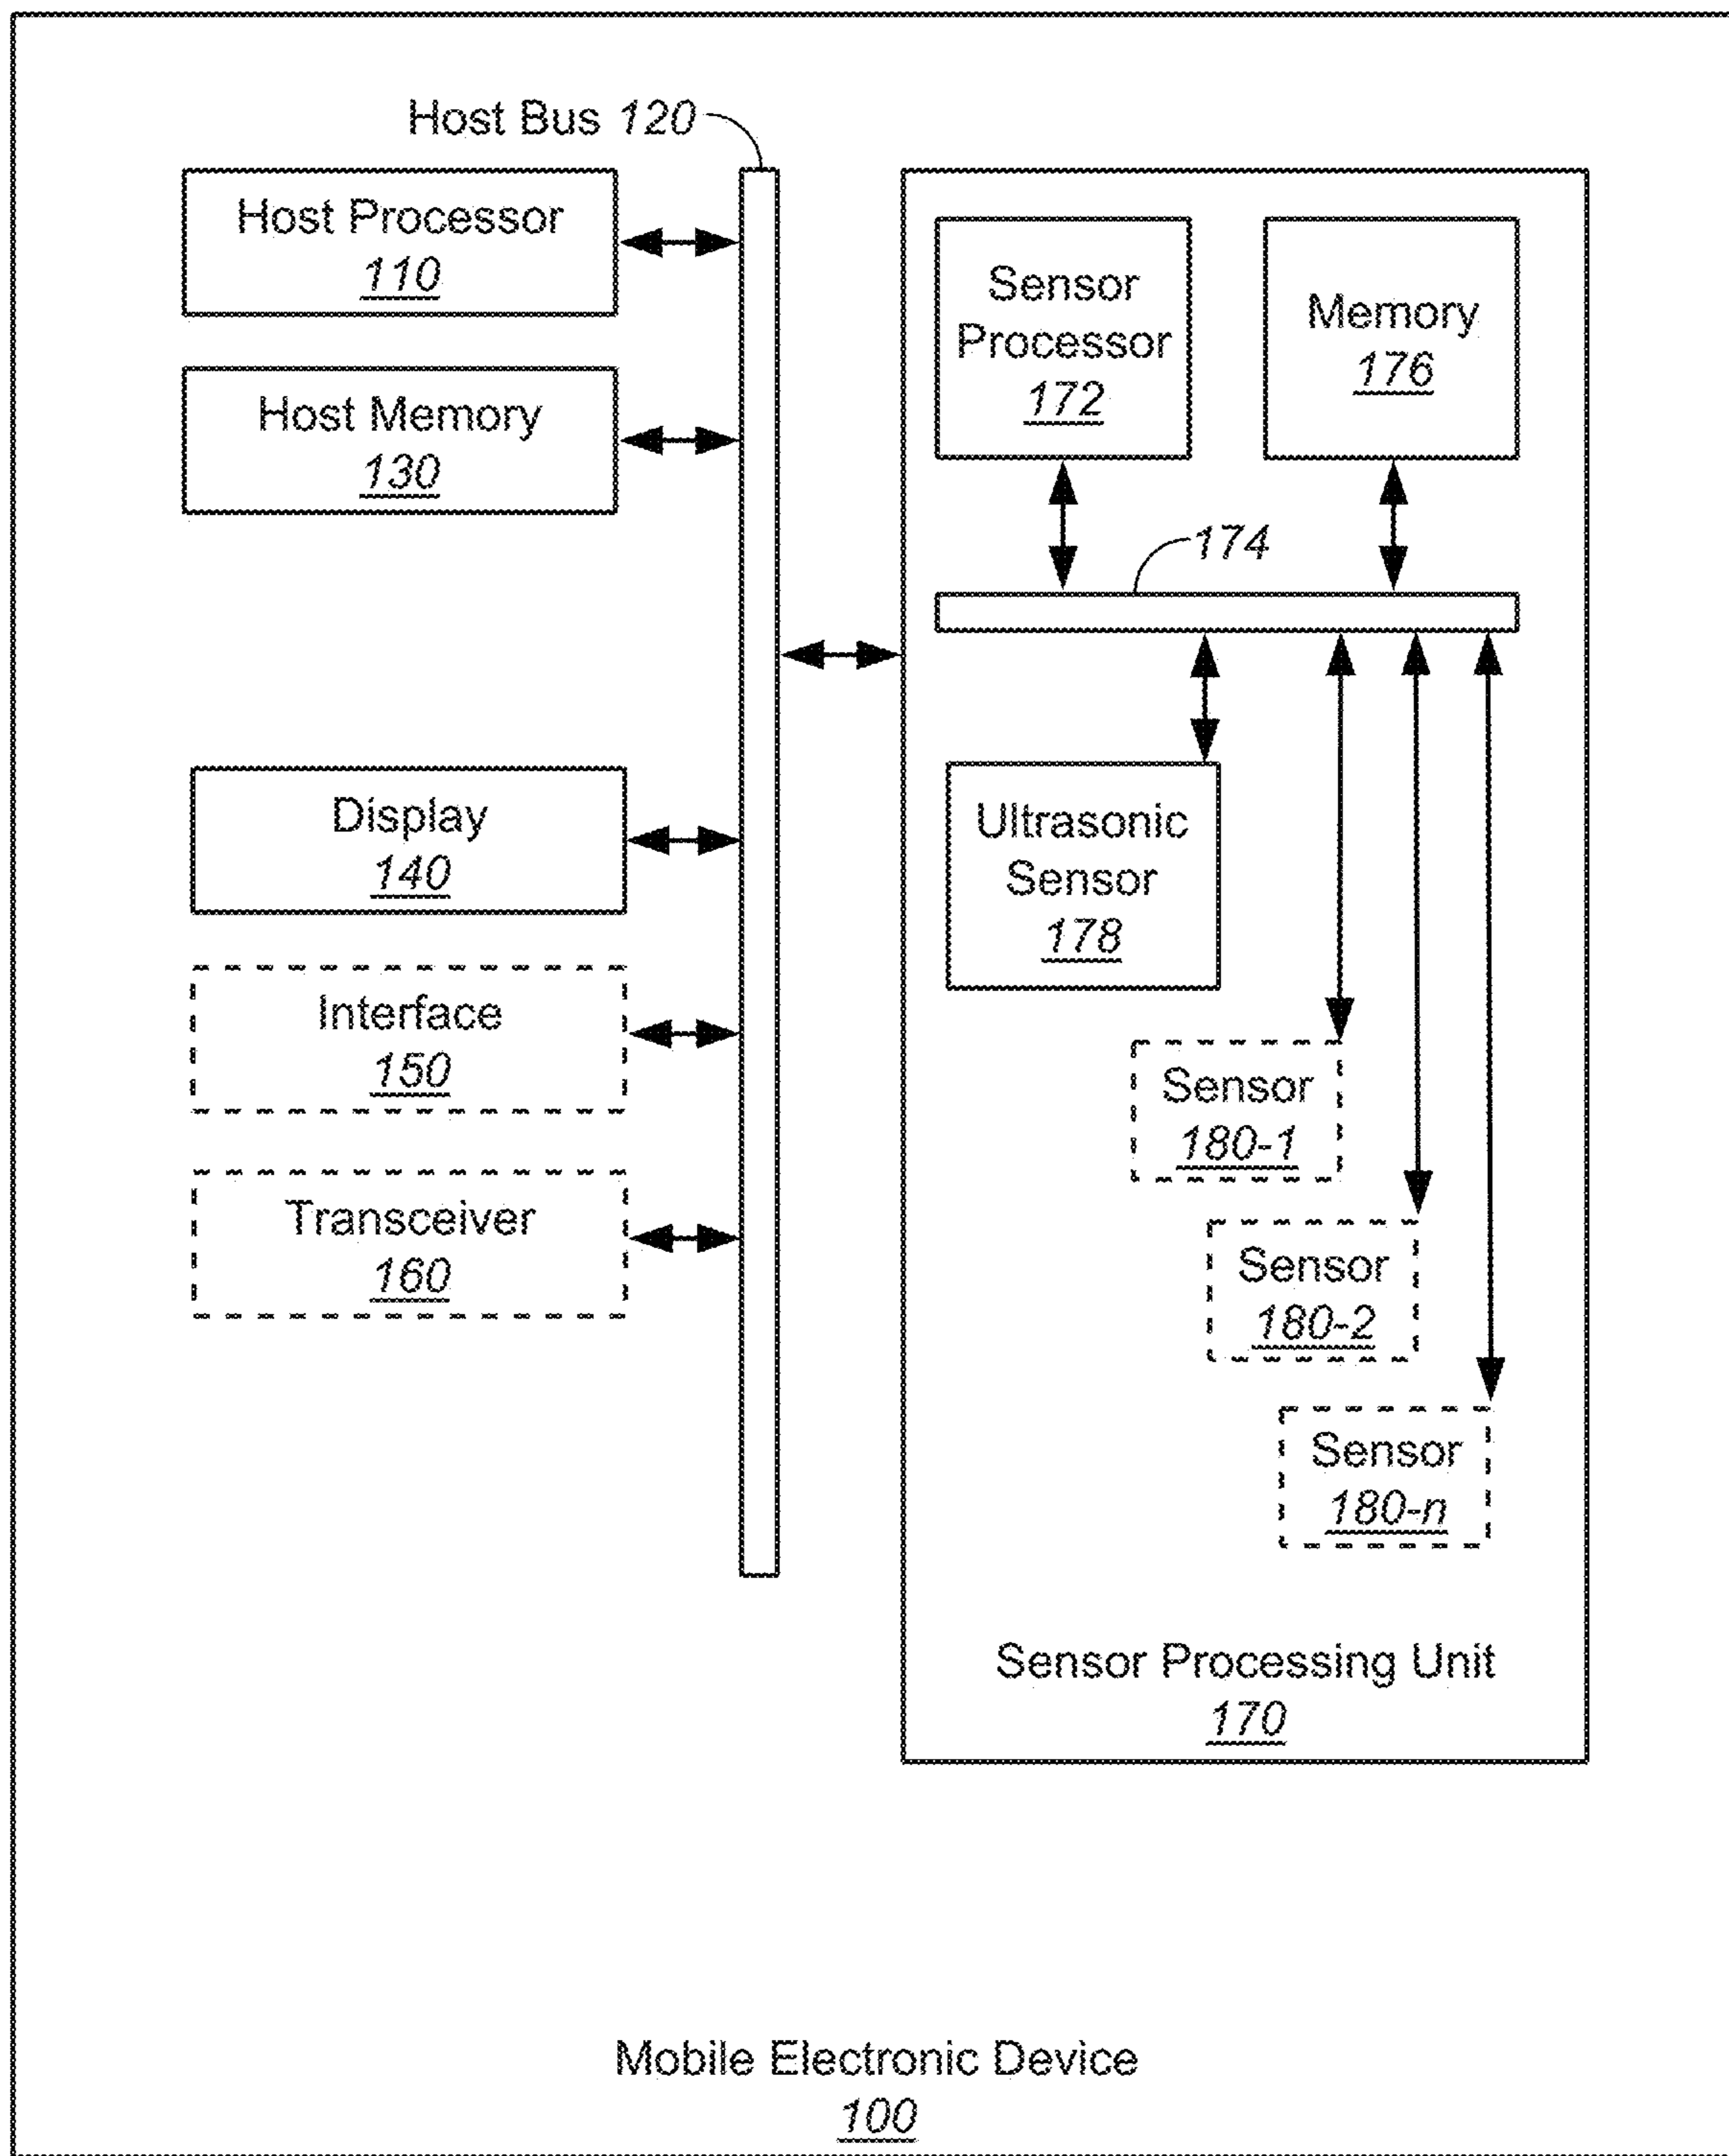 Host Bus 120
Host Processor
110
Host Memory
130
Display
140
Interface
150
Transceiver
160
Sensor
Processor
172
Memory
176
174
Ultrasonic
Sensor
178
Sensor
180-1
Sensor
180-2
Sensor
180-n
Sensor Processing Unit
170
Mobile Electronic Device
100